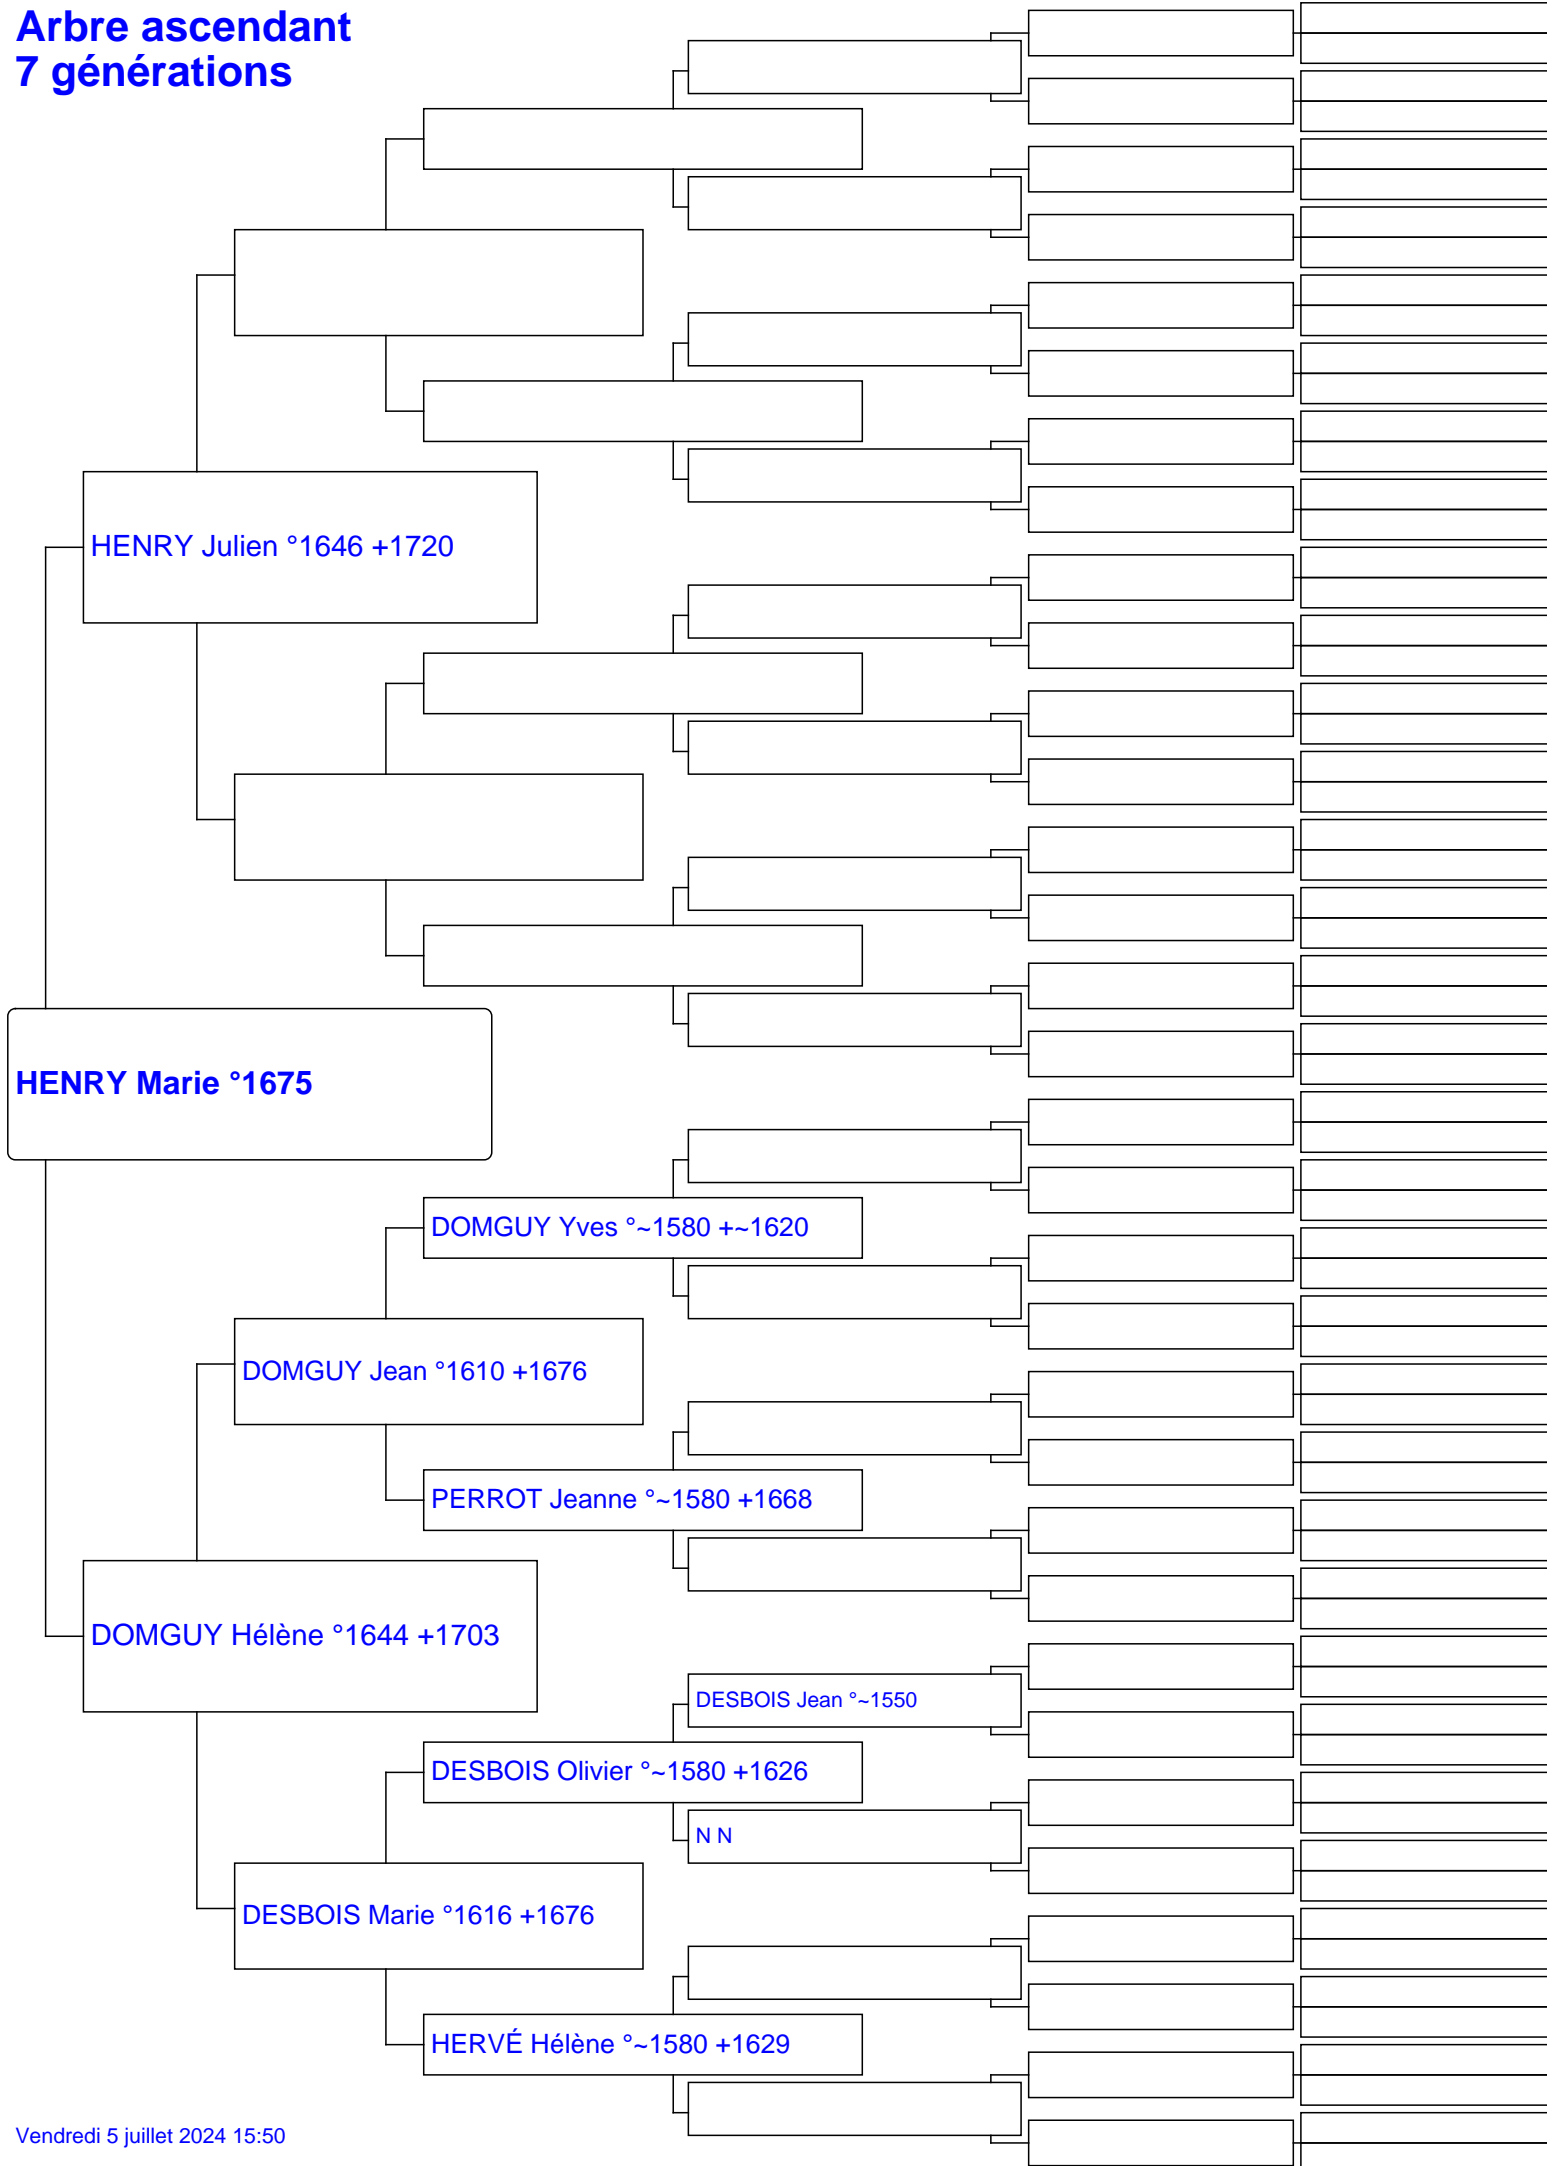 Arbre ascendant
7 générations
HENRY Julien °1646 +1720
HENRY Marie °1675
DOMGUY Yves °~1580 +~1620
DOMGUY Jean °1610 +1676
PERROT Jeanne °~1580 +1668
DOMGUY Hélène °1644 +1703
DESBOIS Jean °~1550
DESBOIS Olivier °~1580 +1626
N N
DESBOIS Marie °1616 +1676
HERVÉ Hélène °~1580 +1629
Vendredi 5 juillet 2024 15:50